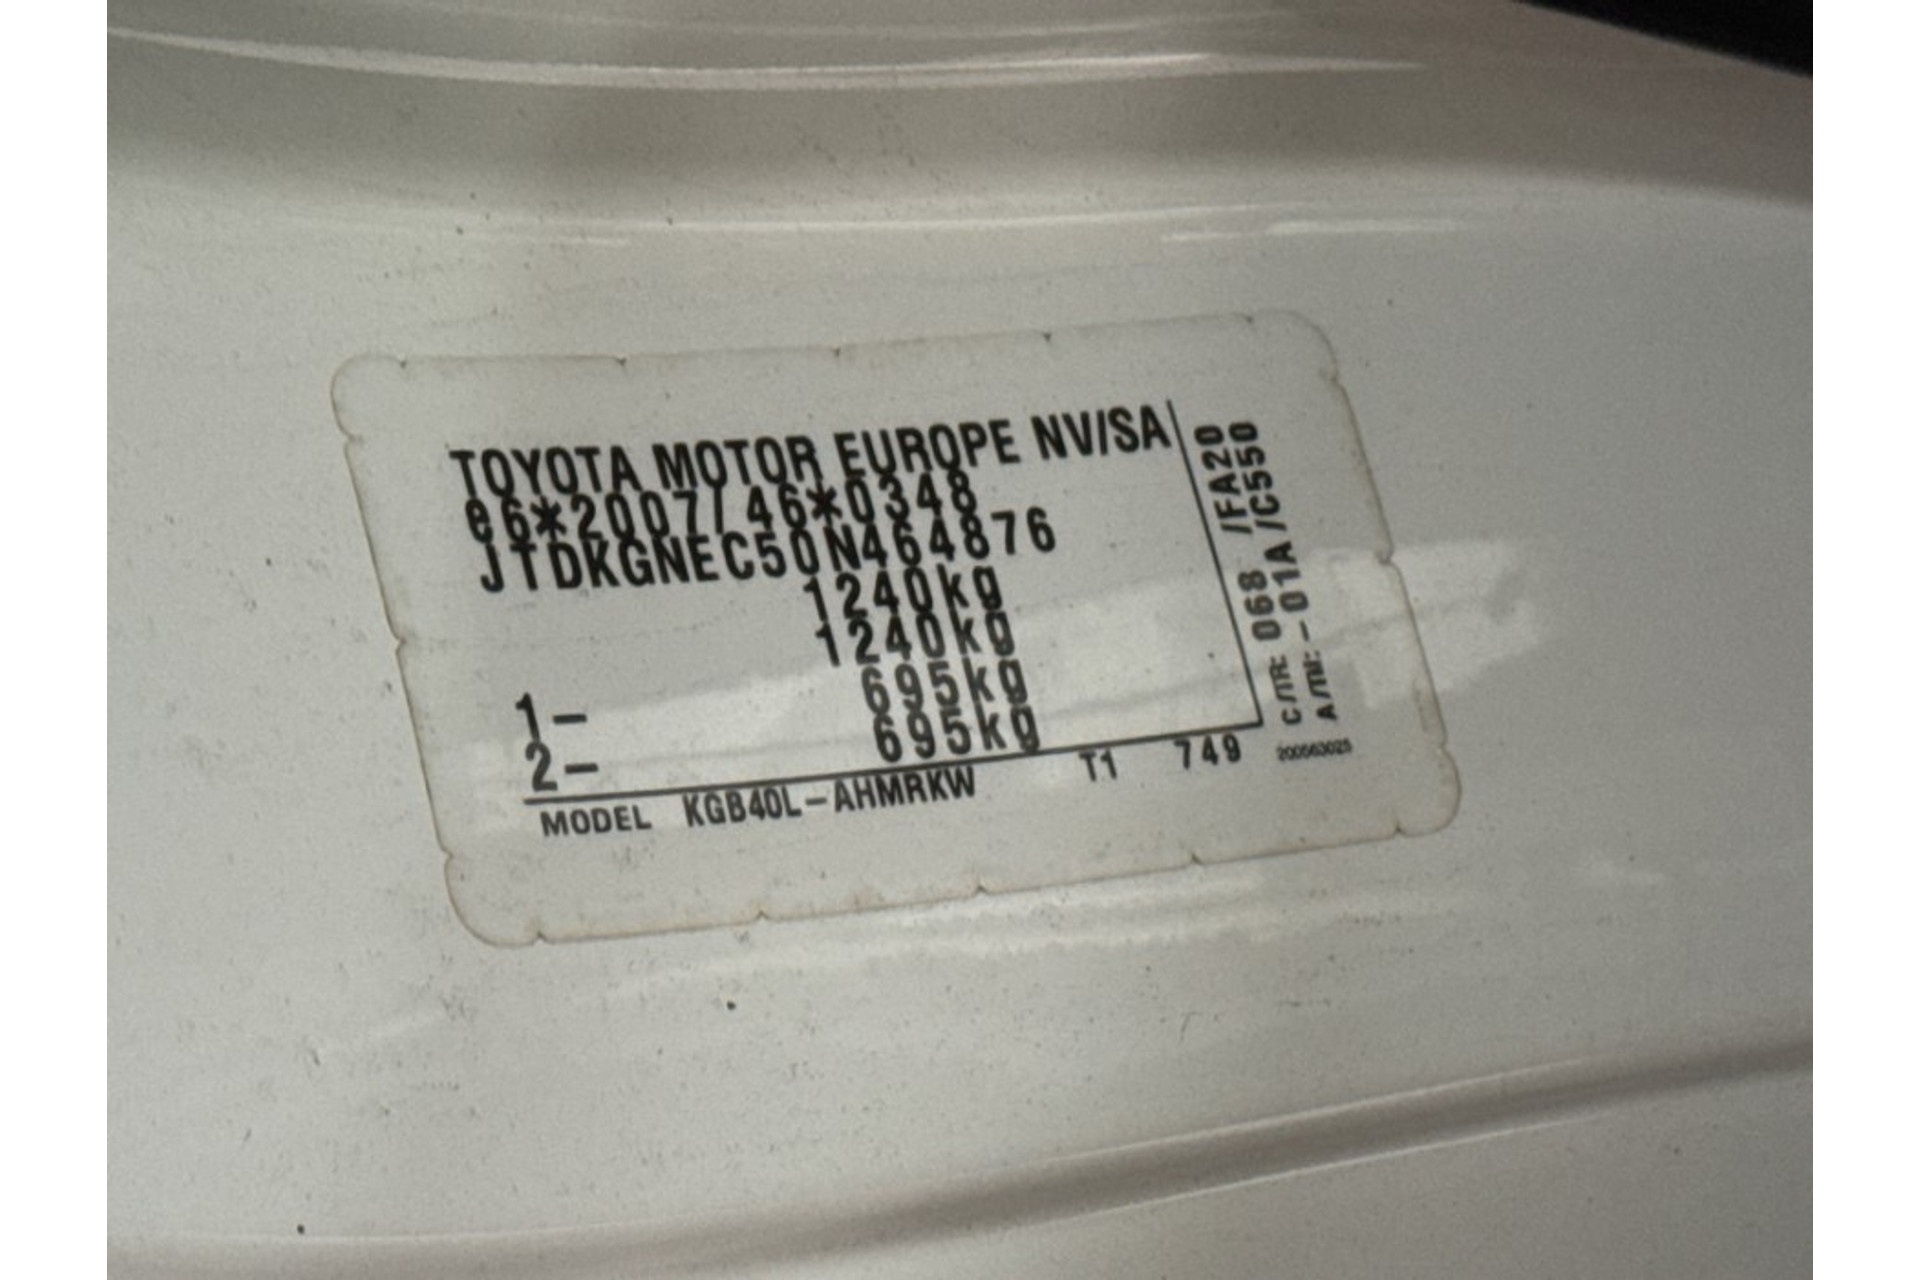 TOYOTA MOTOR EUROPE NV/SA
e6*2007/46*0348
JTDKGNEC50N464876
1240kg
1240kg
1- 695kg
2- 695kg
MODEL KGB40L-AHMRKW T1 749
C/TR: 068 /FA20
A/TM: -01A /C550
200563025